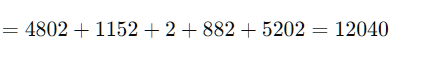 = 4802 + 1152 + 2 + 882 + 5202 = 12040